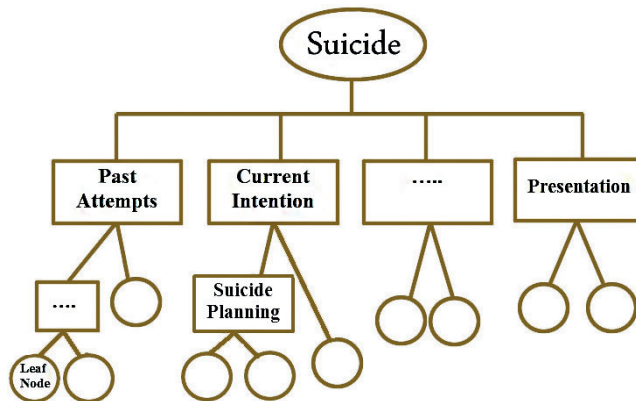 Suicide
Past
Attempts
Current
Intention
.....
Presentation
....
Suicide
Planning
Leaf
Node